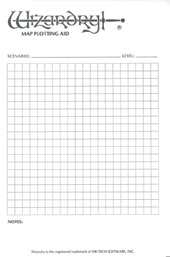 Wizardry!
®
MAP PLOTTING AID
SCENARIO: LEVEL:
NOTES:
Wizardry is the registered trademark of SIR-TECH SOFTWARE, INC.